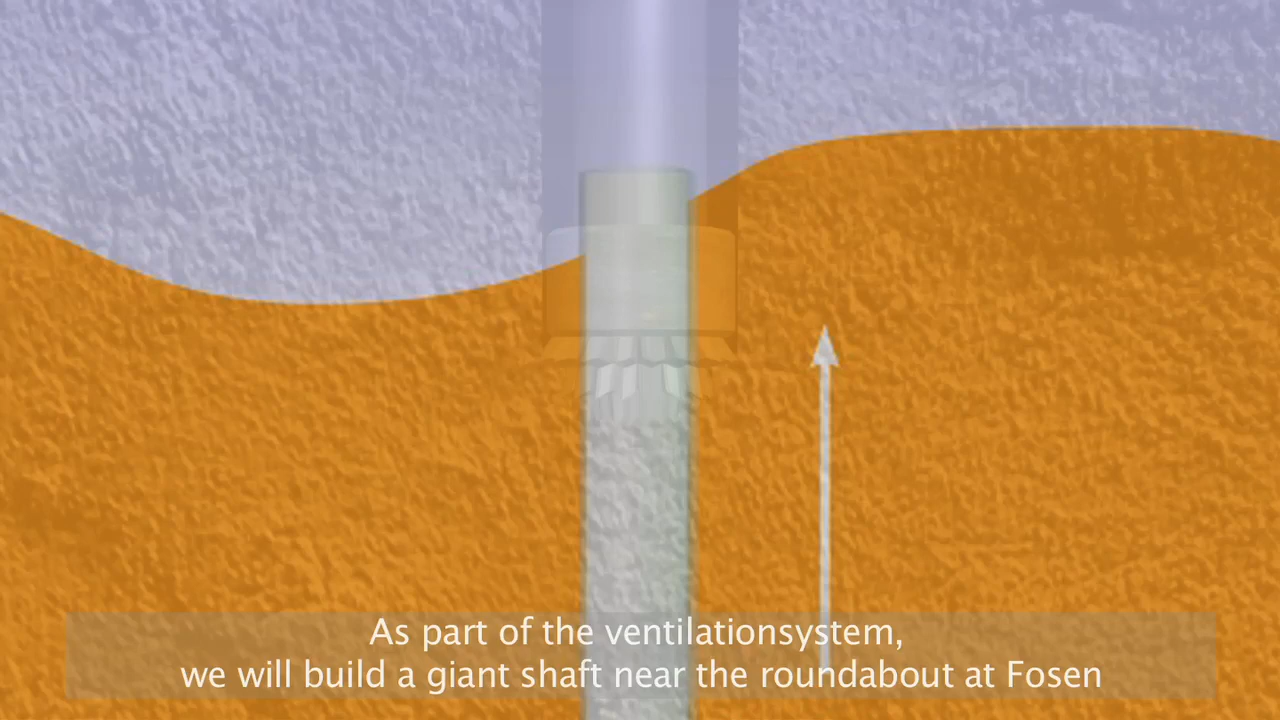 As part of the ventilationsystem,
we will build a giant shaft near the roundabout at Fosen